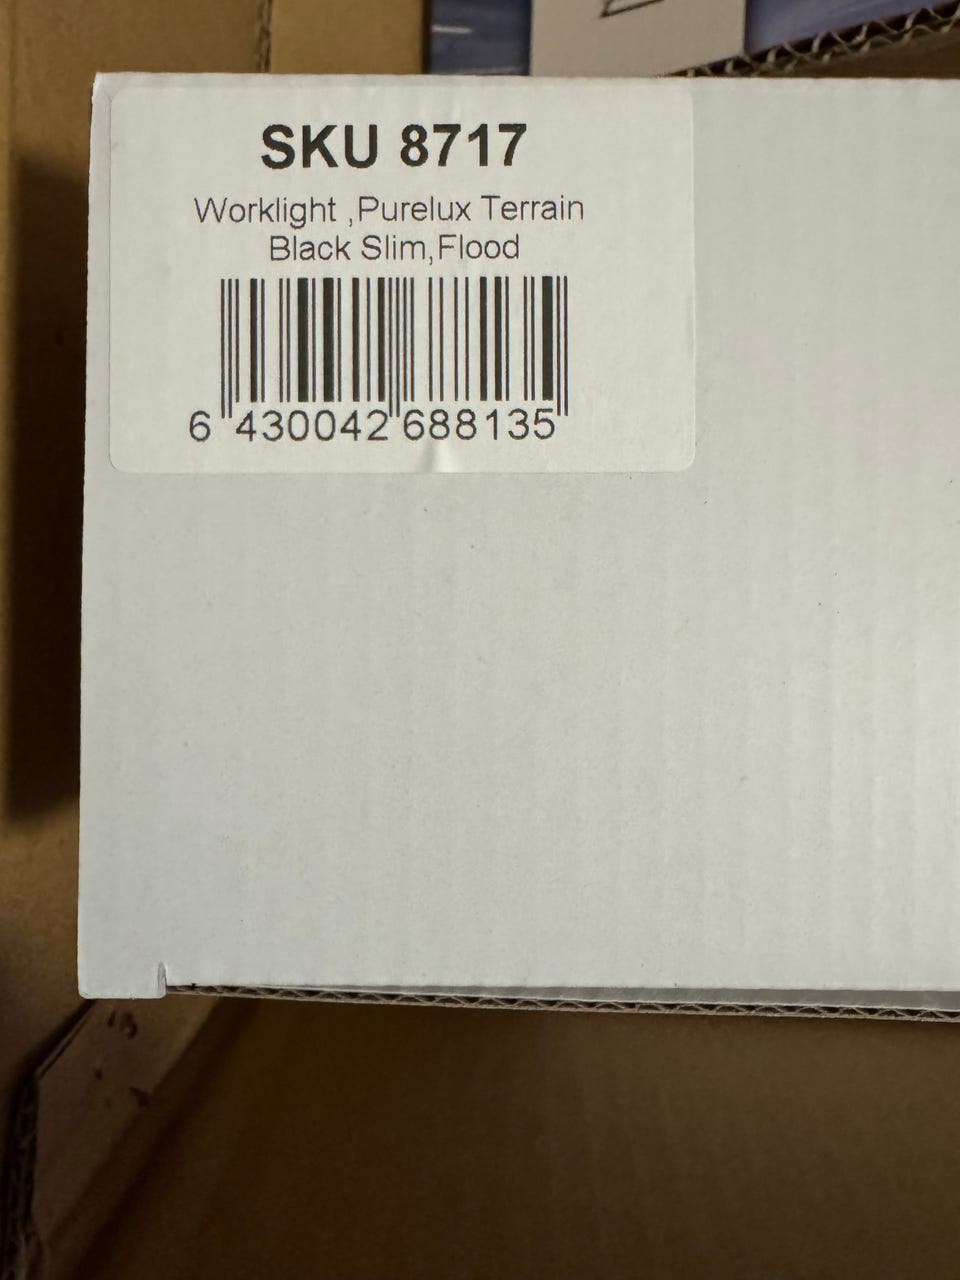 SKU 8717
Worklight ,Purelux Terrain
Black Slim,Flood
6 430042 688135